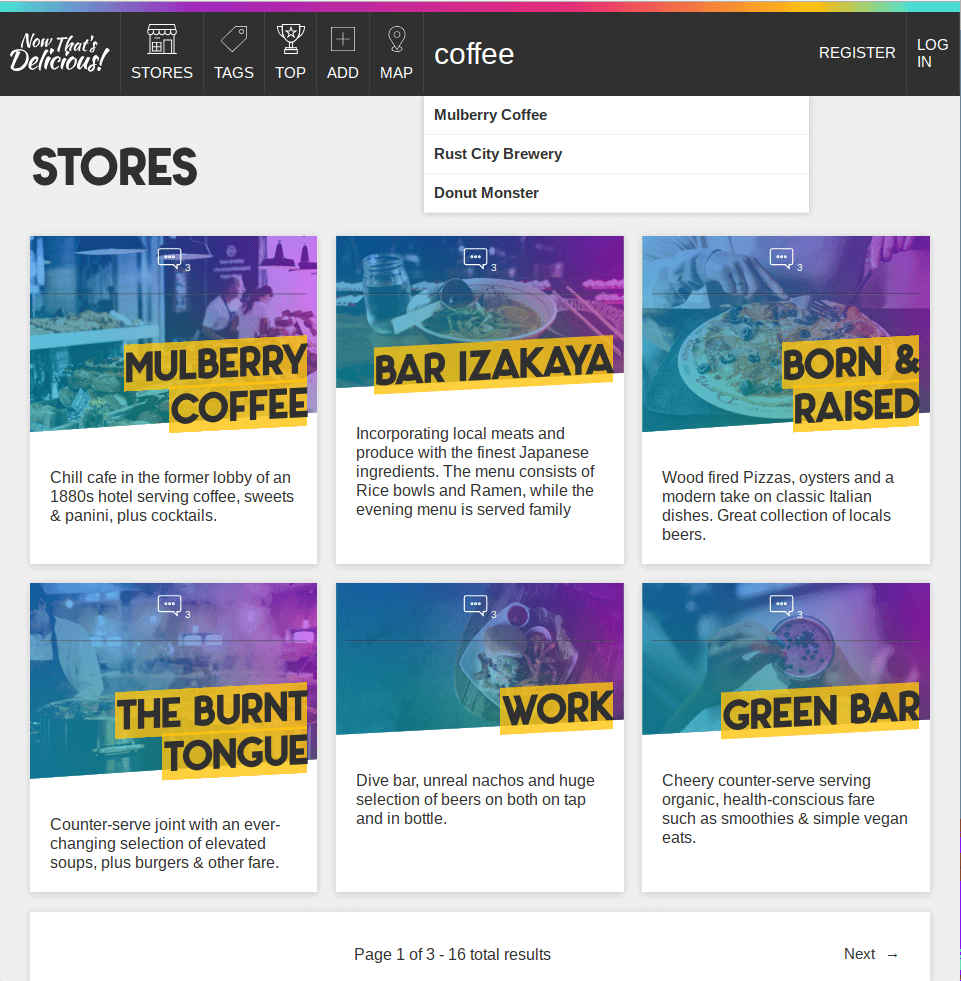 Now That's
Delicious!
STORES
TAGS
TOP
ADD
MAP
coffee
REGISTER
LOG
IN
Mulberry Coffee
Rust City Brewery
Donut Monster
STORES
3
MULBERRY
COFFEE
Chill cafe in the former lobby of an
1880s hotel serving coffee, sweets
& panini, plus cocktails.
3
BAR IZAKAYA
Incorporating local meats and
produce with the finest Japanese
ingredients. The menu consists of
Rice bowls and Ramen, while the
evening menu is served family
3
BORN &
RAISED
Wood fired Pizzas, oysters and a
modern take on classic Italian
dishes. Great collection of locals
beers.
3
THE BURNT
TONGUE
Counter-serve joint with an ever-
changing selection of elevated
soups, plus burgers & other fare.
3
WORK
Dive bar, unreal nachos and huge
selection of beers on both on tap
and in bottle.
3
GREEN BAR
Cheery counter-serve serving
organic, health-conscious fare
such as smoothies & simple vegan
eats.
Page 1 of 3 - 16 total results
Next →